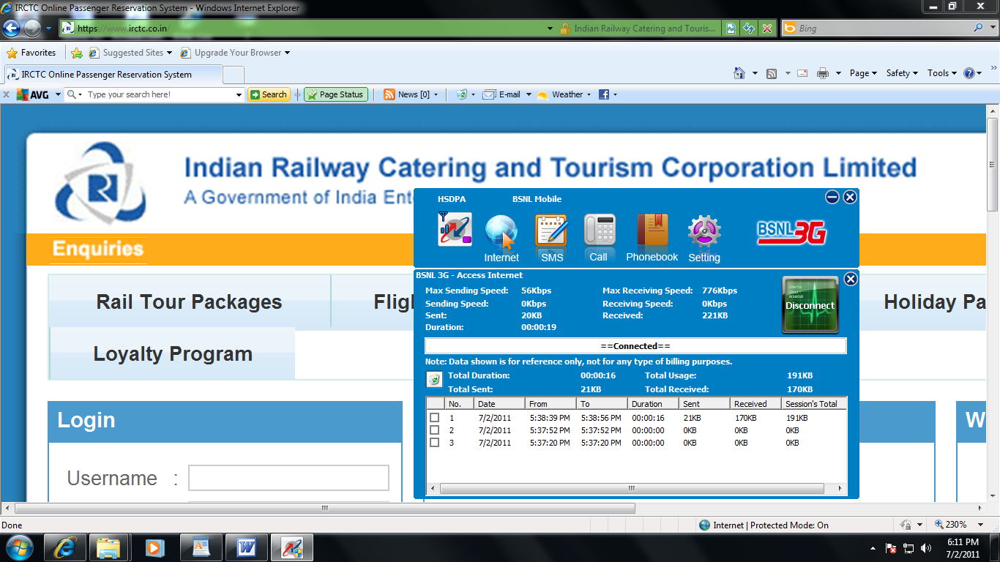 IRCTC Online Passenger Reservation System - Windows Internet Explorer
https://www.irctc.co.in/
Indian Railway Catering and Touris...
Bing
Favorites Suggested Sites Upgrade Your Browser
IRCTC Online Passenger Reservation System
Page Safety Tools
AVG Type your search here! Search Page Status News [0] E-mail Weather
Indian Railway Catering and Tourism Corporation Limited
A Government of India Ent
Enquiries
Rail Tour Packages
Fligh
Holiday Pa
Loyalty Program
Login
W
Username :
HSDPA BSNL Mobile
Internet SMS Call Phonebook Setting
BSNL 3G
BSNL 3G - Access Internet
Max Sending Speed: 56Kbps Max Receiving Speed: 776Kbps
Sending Speed: 0Kbps Receiving Speed: 0Kbps
Sent: 20KB Received: 221KB
Duration: 00:00:19
Disconnect
==Connected==
Note: Data shown is for reference only, not for any type of billing purposes.
Total Duration: 00:00:16 Total Usage: 191KB
Total Sent: 21KB Total Received: 170KB
No. Date From To Duration Sent Received Session's Total
1 7/2/2011 5:38:39 PM 5:38:56 PM 00:00:16 21KB 170KB 191KB
2 7/2/2011 5:37:52 PM 5:37:52 PM 00:00:00 0KB 0KB 0KB
3 7/2/2011 5:37:20 PM 5:37:20 PM 00:00:00 0KB 0KB 0KB
Done
Internet | Protected Mode: On
230%
6:11 PM
7/2/2011